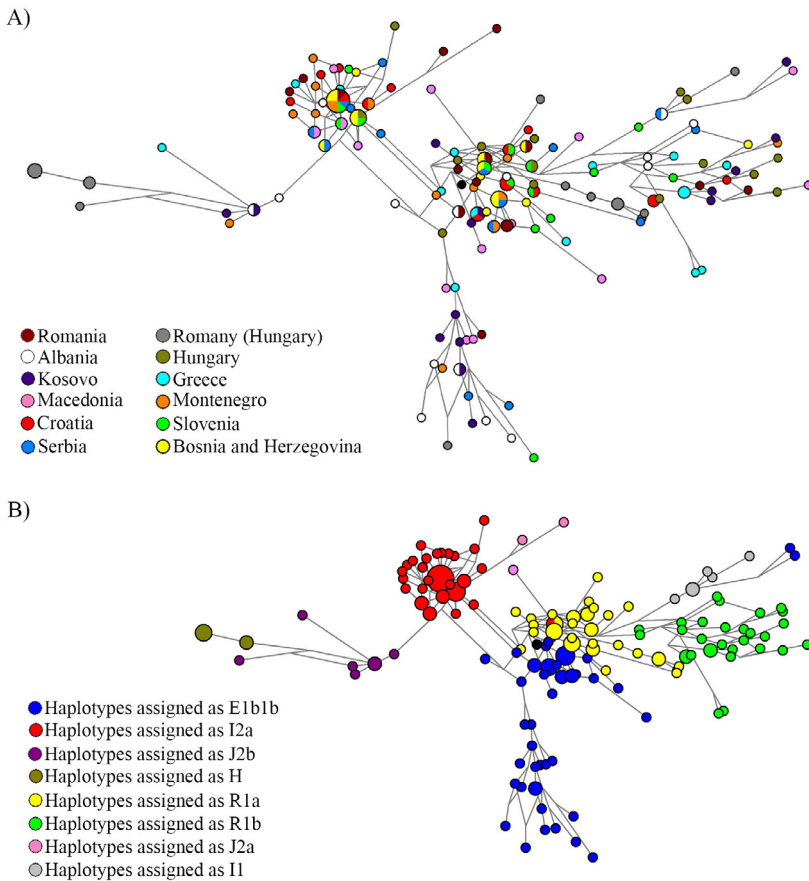 A)
Romania
Albania
Kosovo
Macedonia
Croatia
Serbia
Romany (Hungary)
Hungary
Greece
Montenegro
Slovenia
Bosnia and Herzegovina
B)
Haplotypes assigned as E1b1b
Haplotypes assigned as I2a
Haplotypes assigned as J2b
Haplotypes assigned as H
Haplotypes assigned as R1a
Haplotypes assigned as R1b
Haplotypes assigned as J2a
Haplotypes assigned as I1